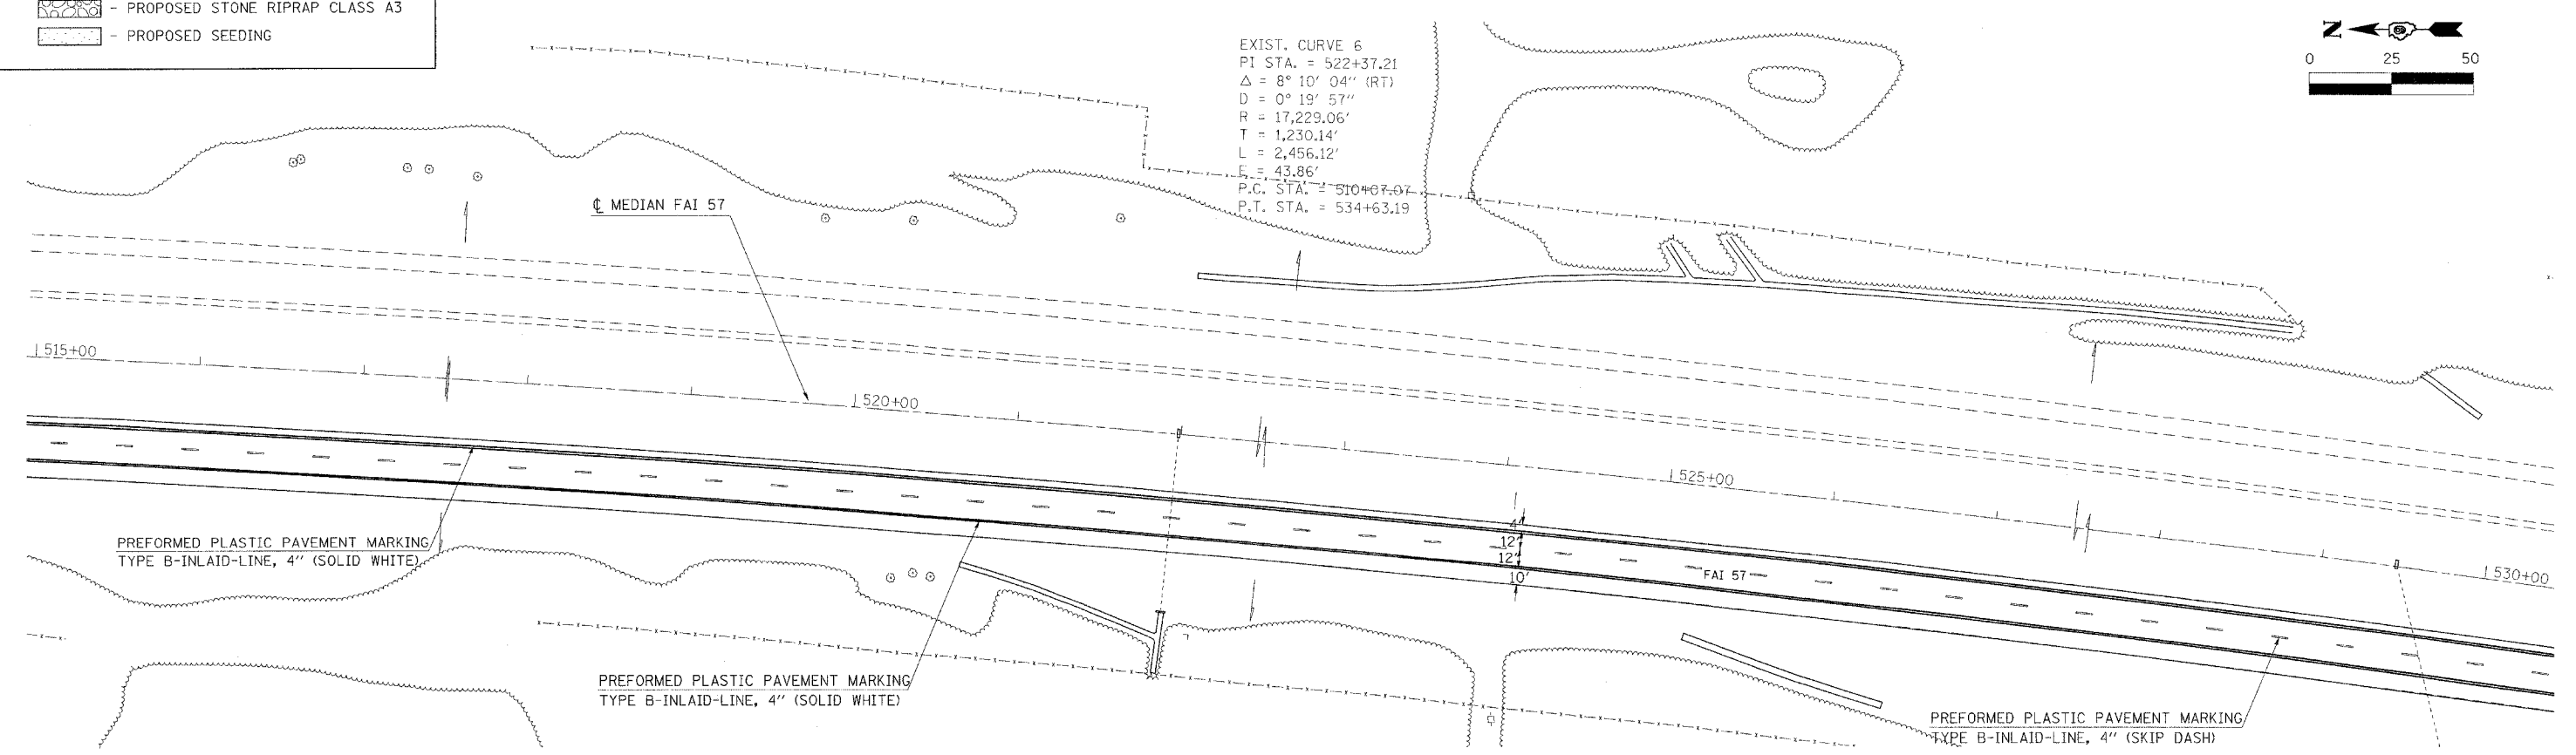 - PROPOSED STONE RIPRAP CLASS A3
- PROPOSED SEEDING
EXIST. CURVE 6
PI STA. = 522+37.21
Δ = 8° 10' 04" (RT)
D = 0° 19' 57"
R = 17,229.06'
T = 1,230.14'
L = 2,456.12'
E = 43.86'
P.C. STA. = 510+07.07
P.T. STA. = 534+63.19
Z
0 25 50
℄ MEDIAN FAI 57
515+00
520+00
525+00
530+00
4'
12'
12'
10'
FAI 57
PREFORMED PLASTIC PAVEMENT MARKING
TYPE B-INLAID-LINE, 4" (SOLID WHITE)
PREFORMED PLASTIC PAVEMENT MARKING
TYPE B-INLAID-LINE, 4" (SOLID WHITE)
PREFORMED PLASTIC PAVEMENT MARKING
TYPE B-INLAID-LINE, 4" (SKIP DASH)